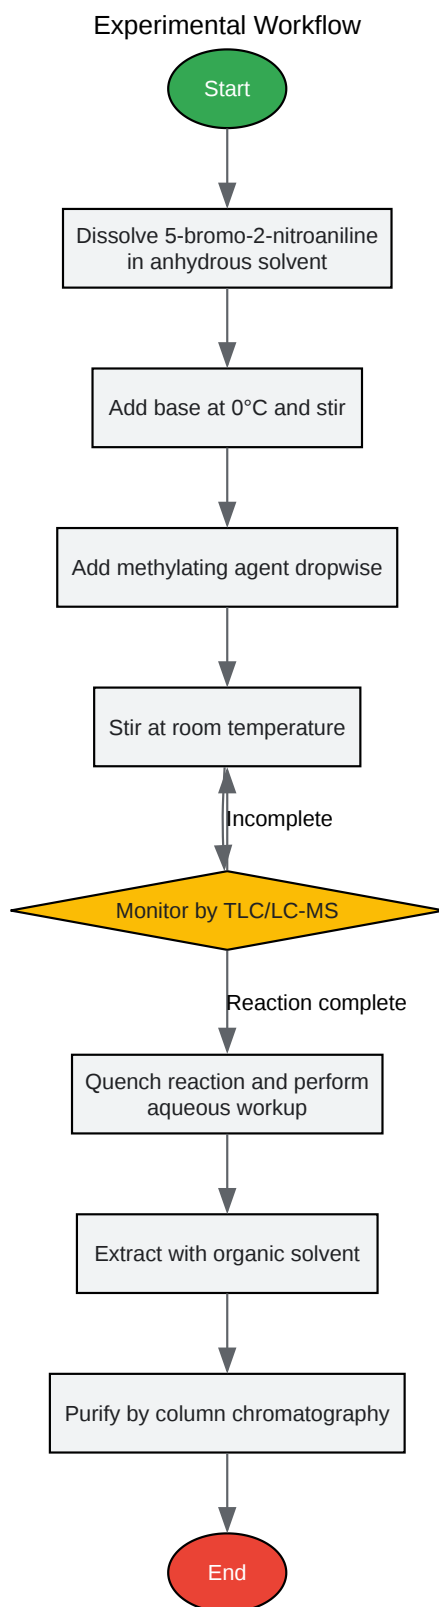 Experimental Workflow
Start
Dissolve 5-bromo-2-nitroaniline
in anhydrous solvent
Add base at 0°C and stir
Add methylating agent dropwise
Stir at room temperature
Incomplete
Monitor by TLC/LC-MS
Reaction complete
Quench reaction and perform
aqueous workup
Extract with organic solvent
Purify by column chromatography
End